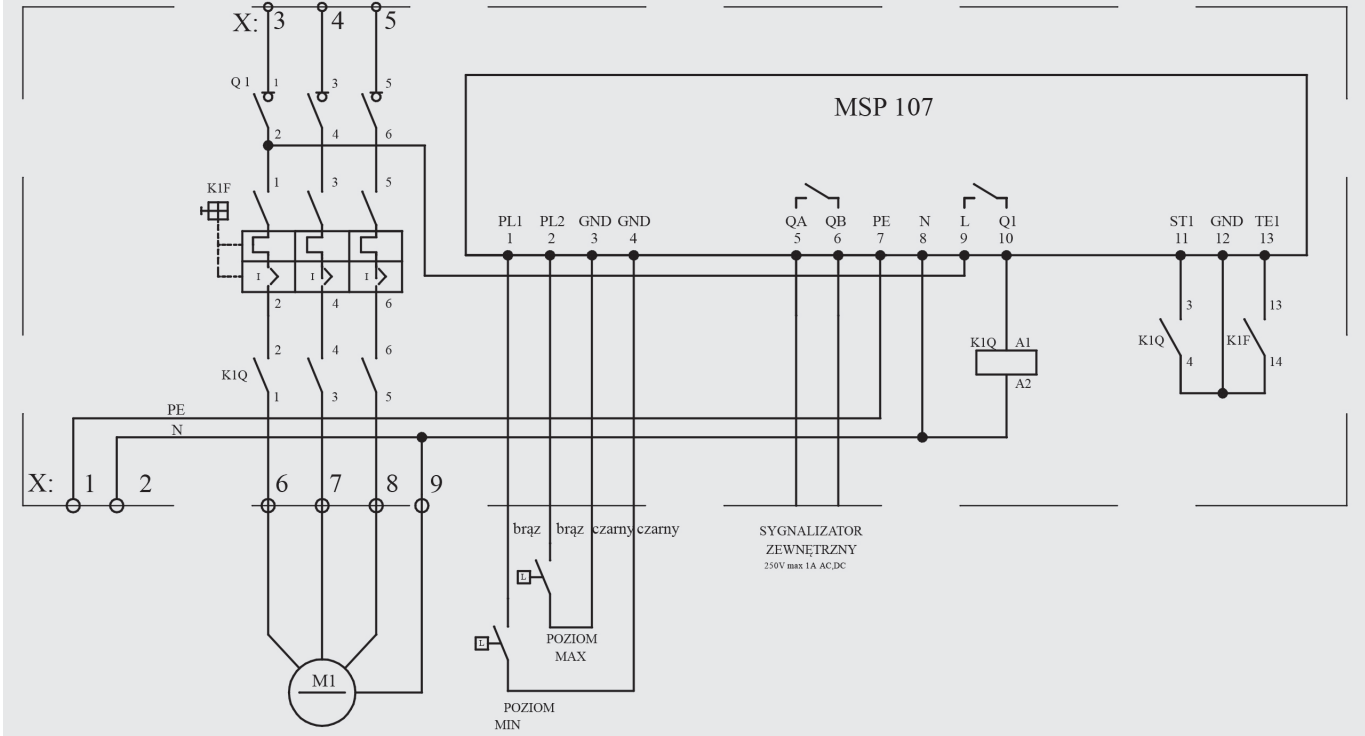 X: 3 4 5
Q 1 1 3 5
2 4 6
MSP 107
K1F 1 3 5
PL1 PL2 GND GND QA QB PE N L Q1 ST1 GND TE1
1 2 3 4 5 6 7 8 9 10 11 12 13
I I I
2 4 6
3 13
K1Q A1 K1Q K1F
4 14
A2
2 4 6
K1Q
1 3 5
PE
N
X: 1 2 6 7 8 9
brąz brąz czarny czarny
SYGNALIZATOR
ZEWNĘTRZNY
250V max 1A AC,DC
L
L
POZIOM
MAX
M1
POZIOM
MIN